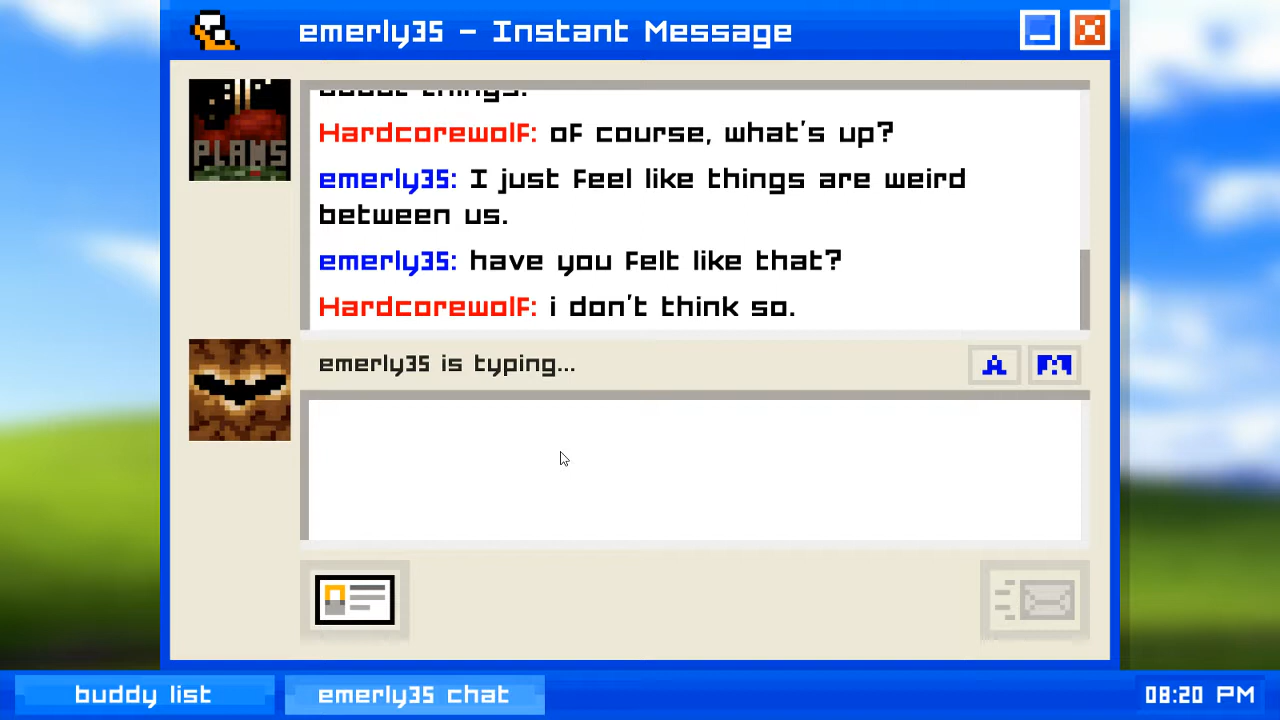 emerly35 - Instant Message
PLANS
about things.
Hardcorewolf: of course, what's up?
emerly35: I just feel like things are weird
between us.
emerly35: have you felt like that?
Hardcorewolf: i don't think so.
emerly35 is typing...
A
buddy list
emerly35 chat
08:20 PM